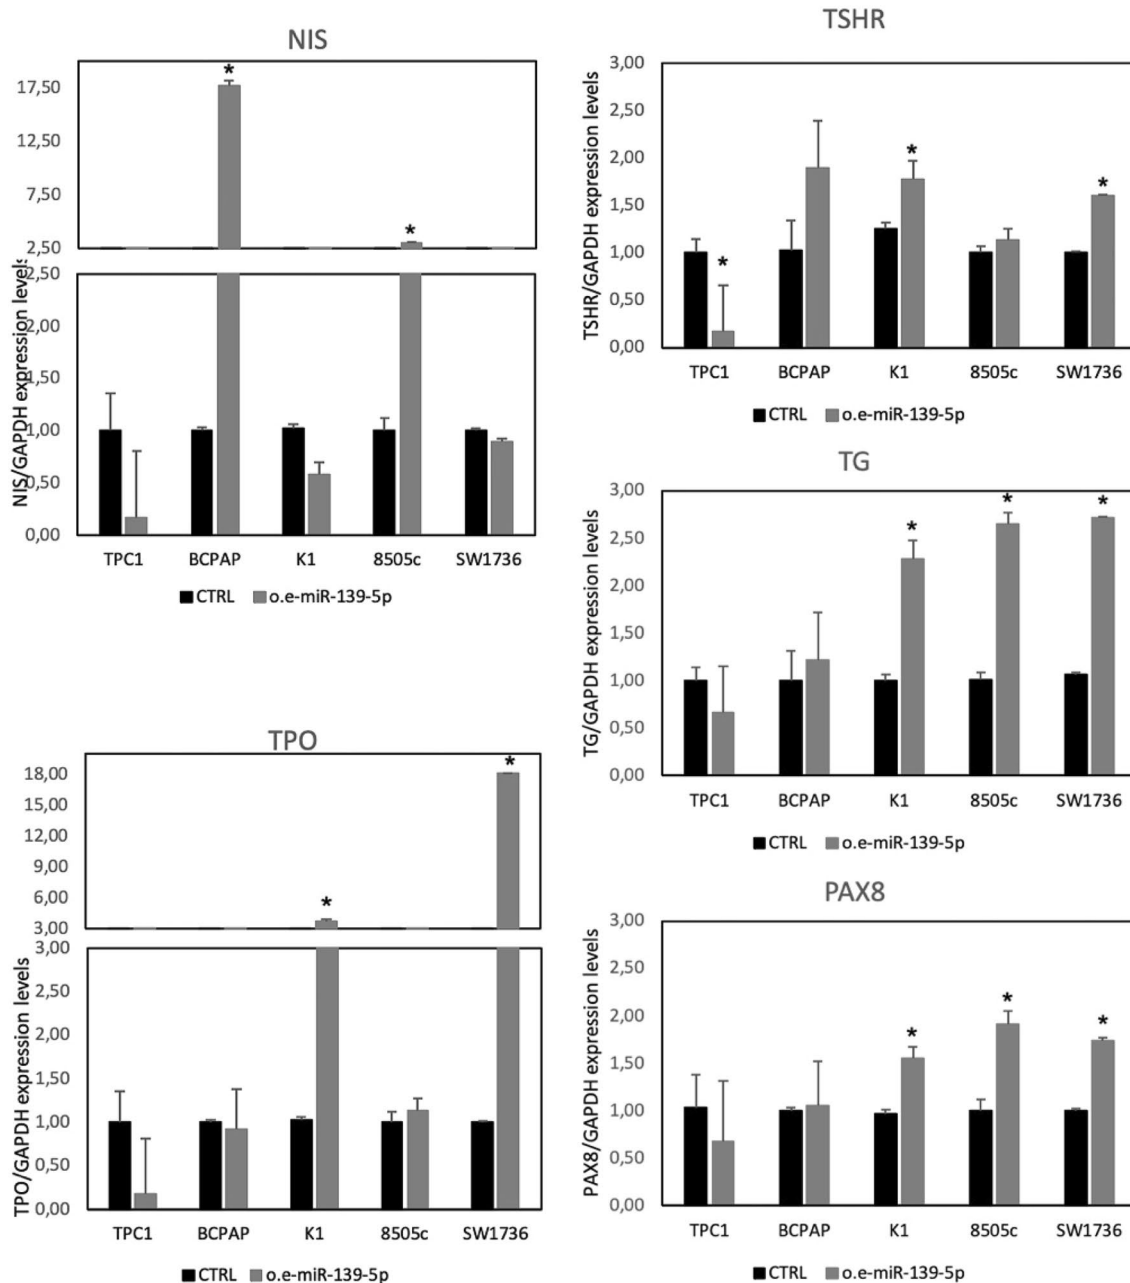 NIS
*
17,50
12,50
7,50
*
2,50
2,50
2,00
1,50
1,00
0,50
0,00
NIS/GAPDH expression levels
TPC1 BCPAP K1 8505c SW1736
CTRL o.e-miR-139-5p
TSHR
3,00
2,50
2,00
1,50
1,00
0,50
0,00
* * *
TSHR/GAPDH expression levels
TPC1 BCPAP K1 8505c SW1736
CTRL o.e-miR-139-5p
TG
3,00
2,50
2,00
1,50
1,00
0,50
0,00
* * *
TG/GAPDH expression levels
TPC1 BCPAP K1 8505c SW1736
CTRL o.e-miR-139-5p
TPO
18,00
15,00
12,00
9,00
6,00
3,00
* *
3,00
2,50
2,00
1,50
1,00
0,50
0,00
TPO/GAPDH expression levels
TPC1 BCPAP K1 8505c SW1736
CTRL o.e-miR-139-5p
PAX8
3,00
2,50
2,00
1,50
1,00
0,50
0,00
* * *
PAX8/GAPDH expression levels
TPC1 BCPAP K1 8505c SW1736
CTRL o.e-miR-139-5p